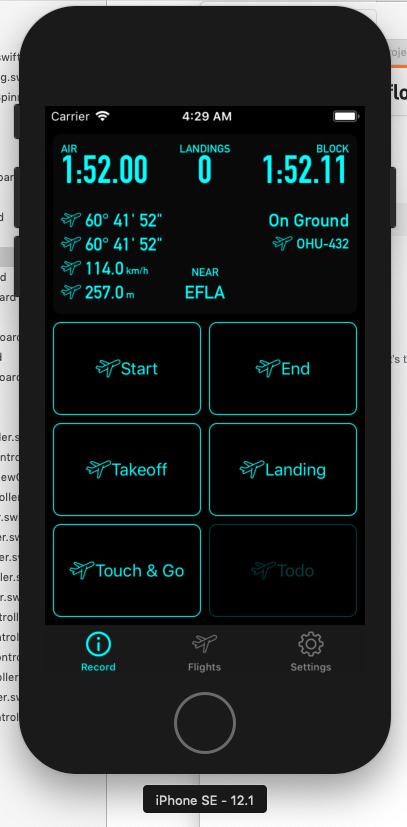 Carrier 4:29 AM
AIR LANDINGS BLOCK
1:52.00 0 1:52.11
60° 41' 52" On Ground
60° 41' 52" OHU-432
114.0 km/h NEAR
257.0 m EFLA
Start End
Takeoff Landing
Touch & Go Todo
Record Flights Settings
iPhone SE - 12.1